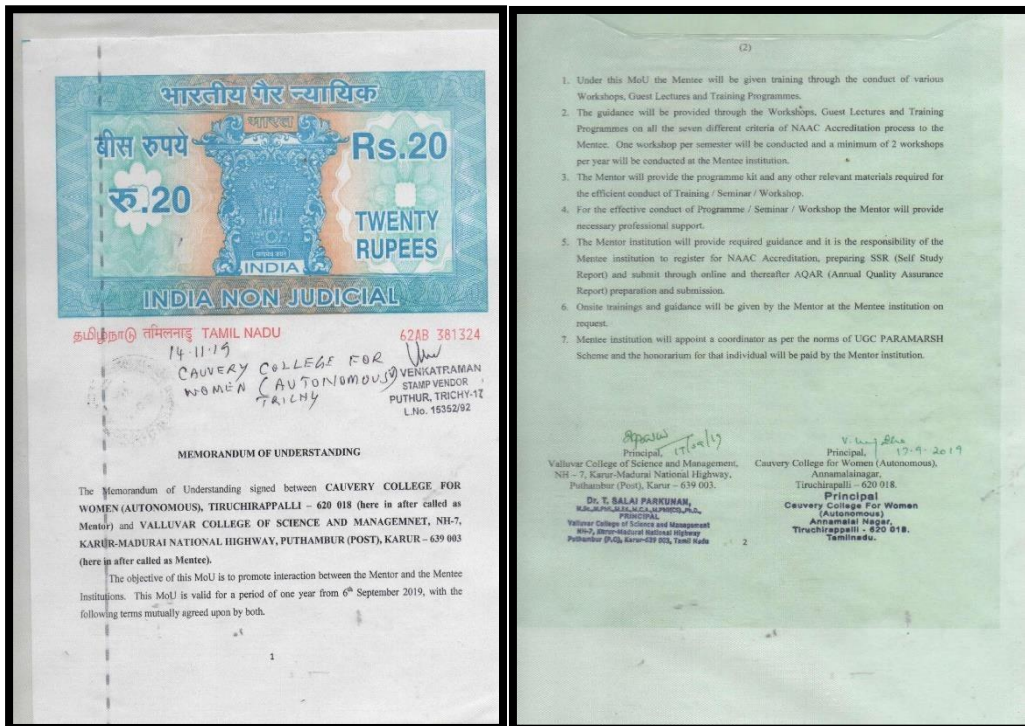 भारतीय गैर न्यायिक
भारत
बीस रुपये
Rs.20
रु.20
TWENTY
RUPEES
INDIA
INDIA NON JUDICIAL
தமிழ்நாடு तमिलनाडु TAMIL NADU
62AB 381324
14.11.19
CAUVERY COLLEGE FOR
WOMEN (AUTONOMOUS)
TRICHY
VENKATRAMAN
STAMP VENDOR
PUTHUR, TRICHY-17
L.No. 15352/92
MEMORANDUM OF UNDERSTANDING
The Memorandum of Understanding signed between CAUVERY COLLEGE FOR
WOMEN (AUTONOMOUS), TIRUCHIRAPPALLI – 620 018 (here in after called as
Mentor) and VALLUVAR COLLEGE OF SCIENCE AND MANAGEMNET, NH-7,
KARUR-MADURAI NATIONAL HIGHWAY, PUTHAMBUR (POST), KARUR – 639 003
(here in after called as Mentee).
The objective of this MoU is to promote interaction between the Mentor and the Mentee
Institutions. This MoU is valid for a period of one year from 6th September 2019, with the
following terms mutually agreed upon by both.
1
(2)
1. Under this MoU the Mentee will be given training through the conduct of various
Workshops, Guest Lectures and Training Programmes.
2. The guidance will be provided through the Workshops, Guest Lectures and Training
Programmes on all the seven different criteria of NAAC Accreditation process to the
Mentee. One workshop per semester will be conducted and a minimum of 2 workshops
per year will be conducted at the Mentee institution.
3. The Mentor will provide the programme kit and any other relevant materials required for
the efficient conduct of Training / Seminar / Workshop.
4. For the effective conduct of Programme / Seminar / Workshop the Mentor will provide
necessary professional support.
5. The Mentor institution will provide required guidance and it is the responsibility of the
Mentee institution to register for NAAC Accreditation, preparing SSR (Self Study
Report) and submit through online and thereafter AQAR (Annual Quality Assurance
Report) preparation and submission.
6. Onsite trainings and guidance will be given by the Mentor at the Mentee institution on
request.
7. Mentee institution will appoint a coordinator as per the norms of UGC PARAMARSH
Scheme and the honorarium for that individual will be paid by the Mentor institution.
17/09/19
Principal,
Valluvar College of Science and Management,
NH – 7, Karur-Madurai National Highway,
Puthambur (Post), Karur – 639 003.
Dr. T. SALAI PARKUNAN,
PRINCIPAL
Valluvar College of Science and Management
NH-7, Karur-Madurai National Highway
Puthambur (P.O), Karur-639 003, Tamil Nadu
17-9-2019
Principal,
Cauvery College for Women (Autonomous),
Annamalainagar,
Tiruchirapalli – 620 018.
Principal
Cauvery College For Women
(Autonomous)
Annamalai Nagar,
Tiruchirappalli - 620 018.
Tamilnadu.
2